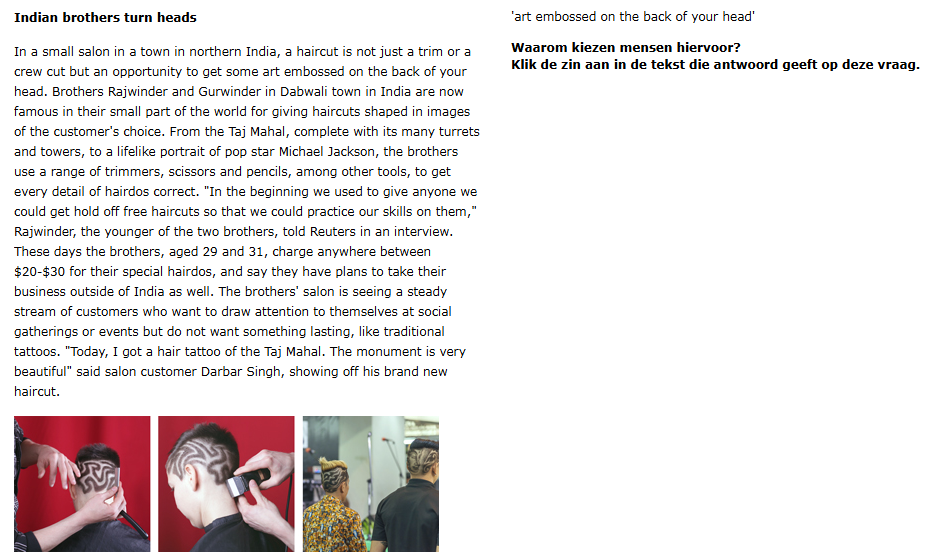 Indian brothers turn heads
In a small salon in a town in northern India, a haircut is not just a trim or a
crew cut but an opportunity to get some art embossed on the back of your
head. Brothers Rajwinder and Gurwinder in Dabwali town in India are now
famous in their small part of the world for giving haircuts shaped in images
of the customer's choice. From the Taj Mahal, complete with its many turrets
and towers, to a lifelike portrait of pop star Michael Jackson, the brothers
use a range of trimmers, scissors and pencils, among other tools, to get
every detail of hairdos correct. "In the beginning we used to give anyone we
could get hold off free haircuts so that we could practice our skills on them,"
Rajwinder, the younger of the two brothers, told Reuters in an interview.
These days the brothers, aged 29 and 31, charge anywhere between
$20-$30 for their special hairdos, and say they have plans to take their
business outside of India as well. The brothers' salon is seeing a steady
stream of customers who want to draw attention to themselves at social
gatherings or events but do not want something lasting, like traditional
tattoos. "Today, I got a hair tattoo of the Taj Mahal. The monument is very
beautiful" said salon customer Darbar Singh, showing off his brand new
haircut.
'art embossed on the back of your head'
Waarom kiezen mensen hiervoor?
Klik de zin aan in de tekst die antwoord geeft op deze vraag.